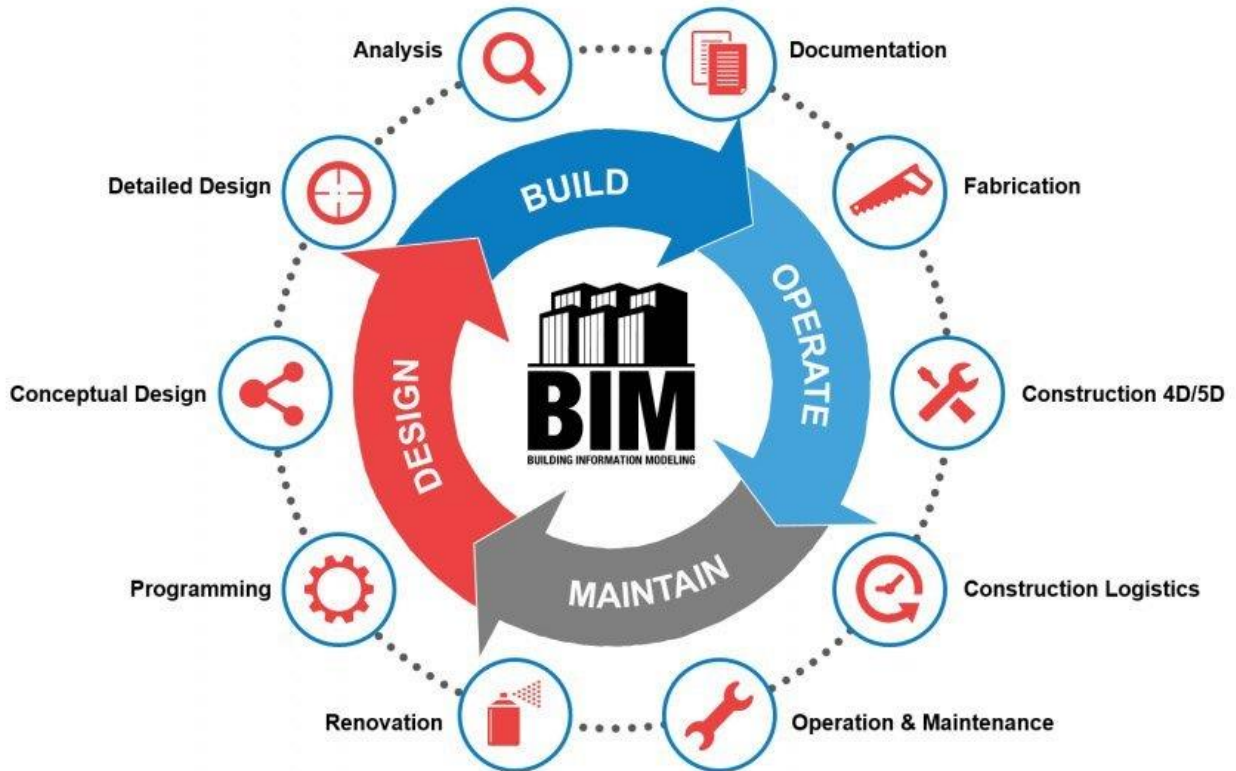 Analysis
Documentation
Detailed Design
BUILD
Fabrication
OPERATE
Conceptual Design
DESIGN
BIM
BUILDING INFORMATION MODELING
Construction 4D/5D
Programming
MAINTAIN
Construction Logistics
Renovation
Operation & Maintenance